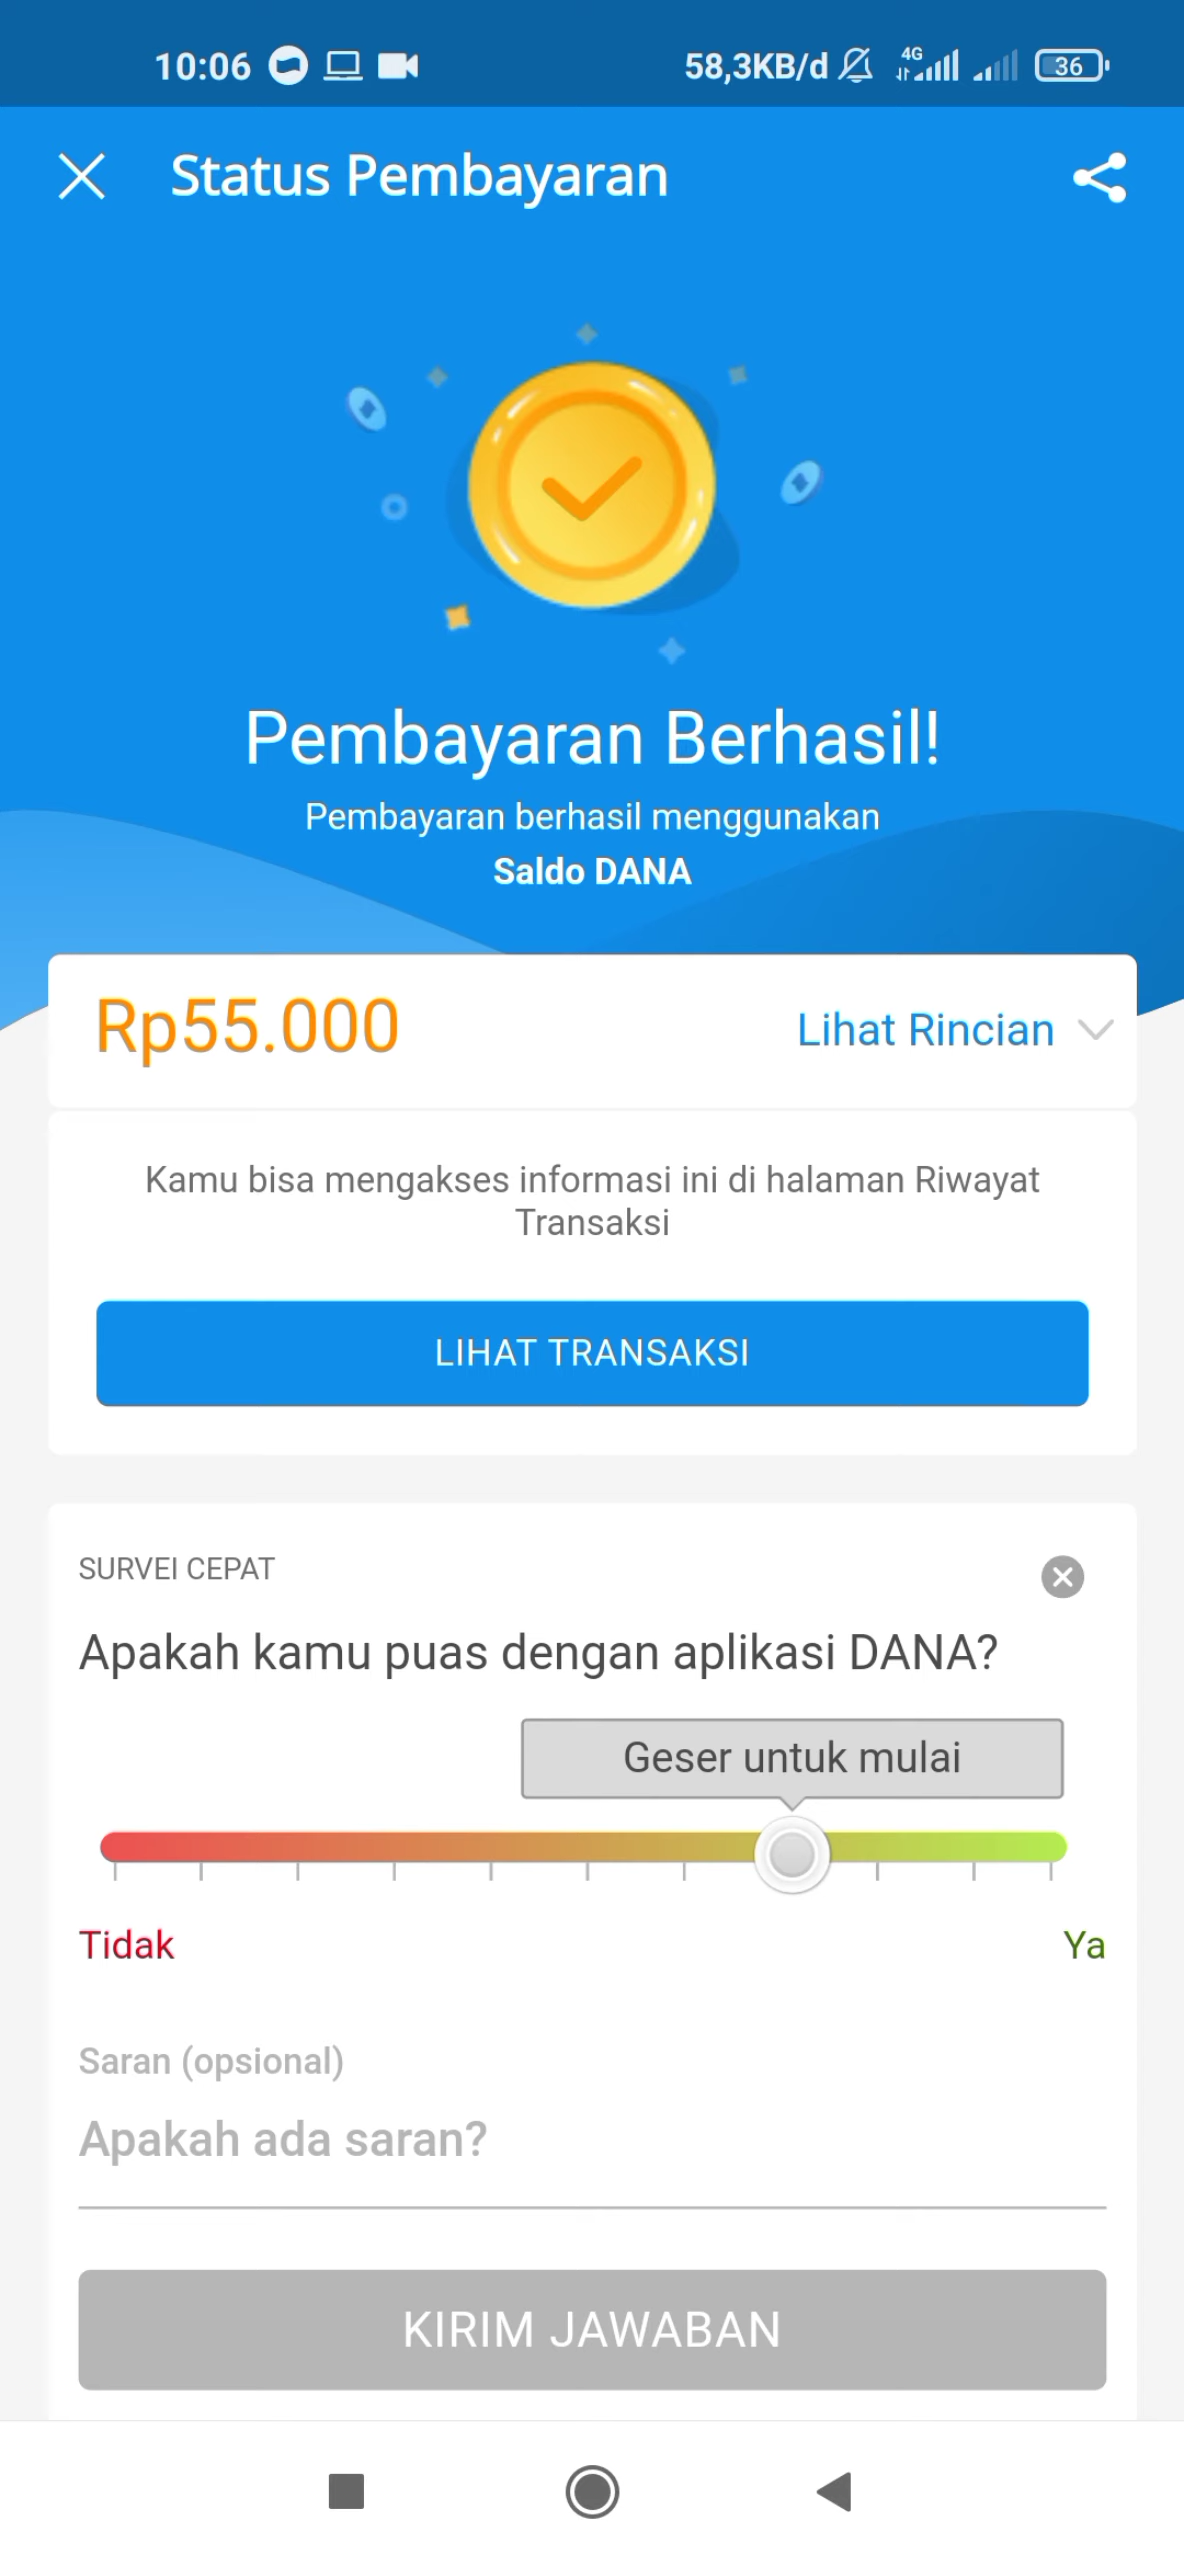 10:06
58,3KB/d
4G
36
Status Pembayaran
Pembayaran Berhasil!
Pembayaran berhasil menggunakan
Saldo DANA
Rp55.000
Lihat Rincian
Kamu bisa mengakses informasi ini di halaman Riwayat
Transaksi
LIHAT TRANSAKSI
SURVEI CEPAT
Apakah kamu puas dengan aplikasi DANA?
Geser untuk mulai
Tidak
Ya
Saran (opsional)
Apakah ada saran?
KIRIM JAWABAN